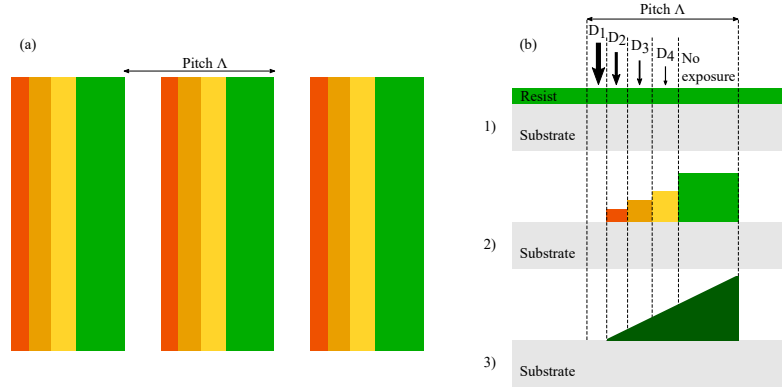 (a)
Pitch Λ
(b)
Pitch Λ
D1
D2
D3
D4
No
exposure
Resist
1)
Substrate
2)
Substrate
3)
Substrate